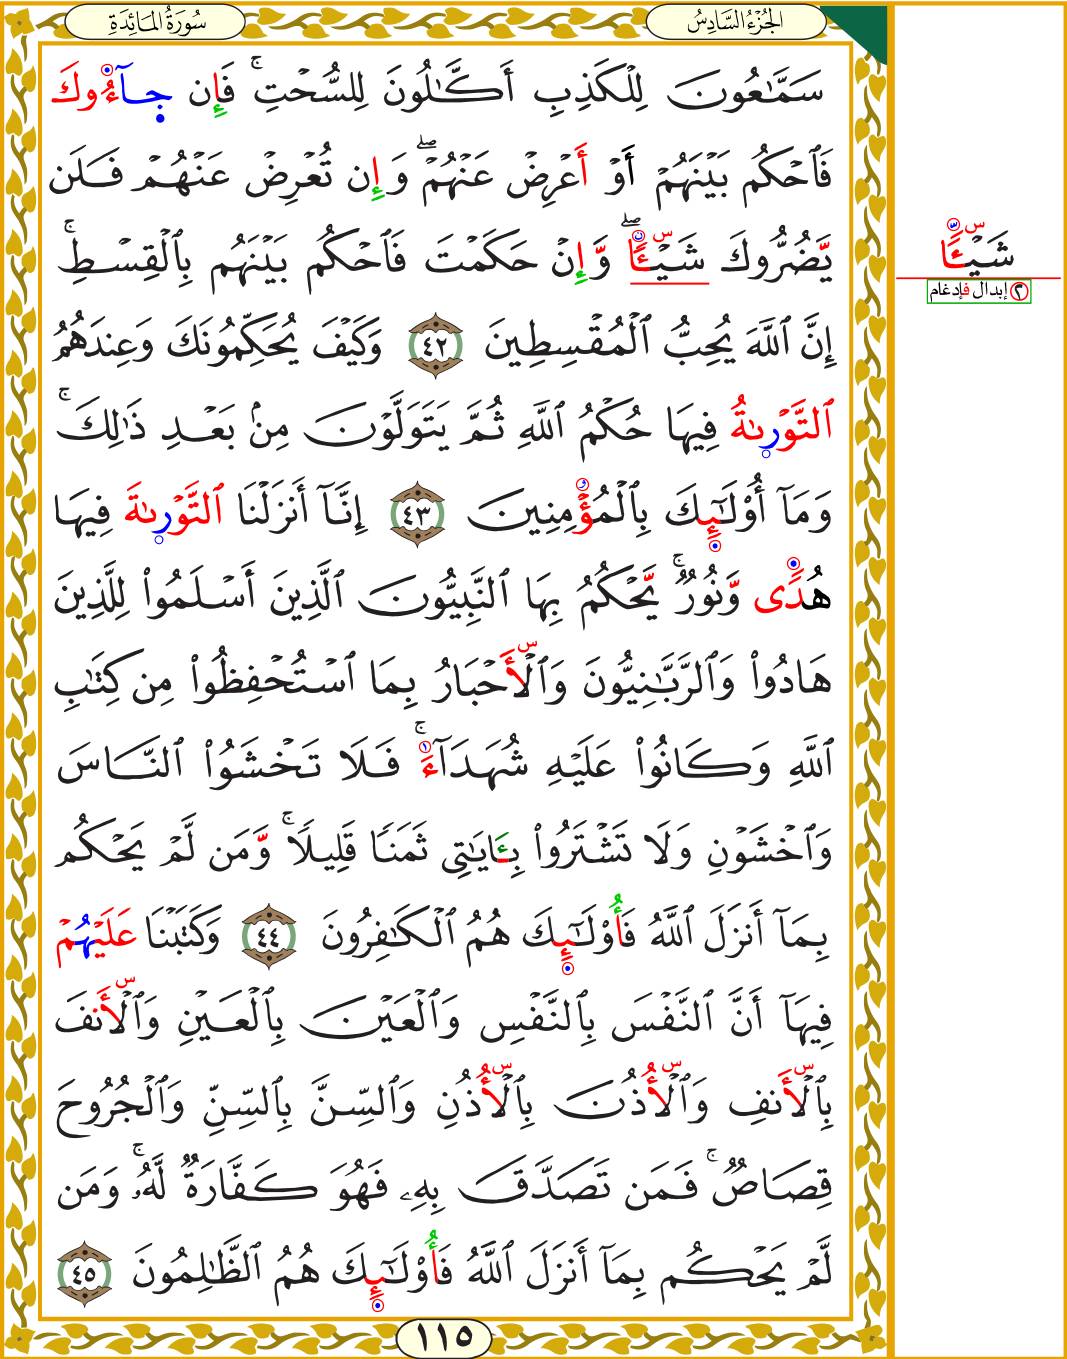 سُورَةُ المَائِدَةِ
الجُزْءُ السَّادِسُ
سَمَّٰعُونَ لِلْكَذِبِ أَكَّٰلُونَ لِلسُّحْتِۚ فَإِن جَآءُوكَ
فَٱحْكُم بَيْنَهُمْ أَوْ أَعْرِضْ عَنْهُمْۖ وَإِن تُعْرِضْ عَنْهُمْ فَلَن
يَّضُرُّوكَ شَيْـًٔاۖ وَّإِنْ حَكَمْتَ فَٱحْكُم بَيْنَهُم بِٱلْقِسْطِۚ
إِنَّ ٱللَّهَ يُحِبُّ ٱلْمُقْسِطِينَ ٤٢ وَكَيْفَ يُحَكِّمُونَكَ وَعِندَهُمُ
ٱلتَّوْرَىٰةُ فِيهَا حُكْمُ ٱللَّهِ ثُمَّ يَتَوَلَّوْنَ مِنۢ بَعْدِ ذَٰلِكَۚ
وَمَآ أُوْلَٰٓئِكَ بِٱلْمُؤْمِنِينَ ٤٣ إِنَّآ أَنزَلْنَا ٱلتَّوْرَىٰةَ فِيهَا
هُدًى وَّنُورٌۚ يَّحْكُمُ بِهَا ٱلنَّبِيُّونَ ٱلَّذِينَ أَسْلَمُواْ لِلَّذِينَ
هَادُواْ وَٱلرَّبَّٰنِيُّونَ وَٱلْأَحْبَارُ بِمَا ٱسْتُحْفِظُواْ مِن كِتَٰبِ
ٱللَّهِ وَكَانُواْ عَلَيْهِ شُهَدَآءَۚ فَلَا تَخْشَوُاْ ٱلنَّاسَ
وَٱخْشَوْنِ وَلَا تَشْتَرُواْ بِـَٔايَٰتِى ثَمَنًا قَلِيلًاۚ وَّمَن لَّمْ يَحْكُم
بِمَآ أَنزَلَ ٱللَّهُ فَأُوْلَٰٓئِكَ هُمُ ٱلْكَٰفِرُونَ ٤٤ وَكَتَبْنَا عَلَيْهُمْ
فِيهَآ أَنَّ ٱلنَّفْسَ بِٱلنَّفْسِ وَٱلْعَيْنَ بِٱلْعَيْنِ وَٱلْأَنفَ
بِٱلْأَنفِ وَٱلْأُذُنَ بِٱلْأُذُنِ وَٱلسِّنَّ بِٱلسِّنِّ وَٱلْجُرُوحَ
قِصَاصٌۚ فَمَن تَصَدَّقَ بِهِۦ فَهُوَ كَفَّارَةٌ لَّهُۥۚ وَمَن
لَّمْ يَحْكُم بِمَآ أَنزَلَ ٱللَّهُ فَأُوْلَٰٓئِكَ هُمُ ٱلظَّٰلِمُونَ ٤٥
١١٥
س
شَيْـًٔا
٢ إبدال فإدغام